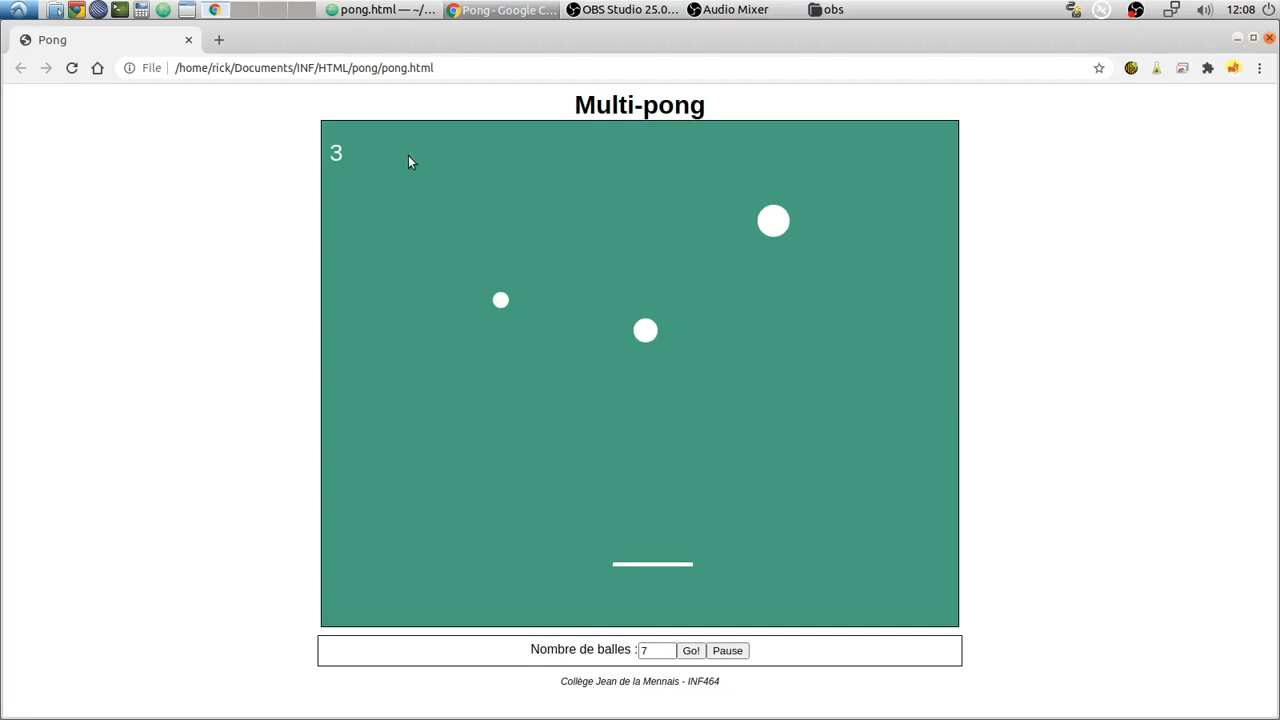 pong.html — ~/...
Pong - Google C...
OBS Studio 25.0...
Audio Mixer
obs
12:08
Pong
File
/home/rick/Documents/INF/HTML/pong/pong.html
Multi-pong
3
Nombre de balles : 7 Go! Pause
Collège Jean de la Mennais - INF464